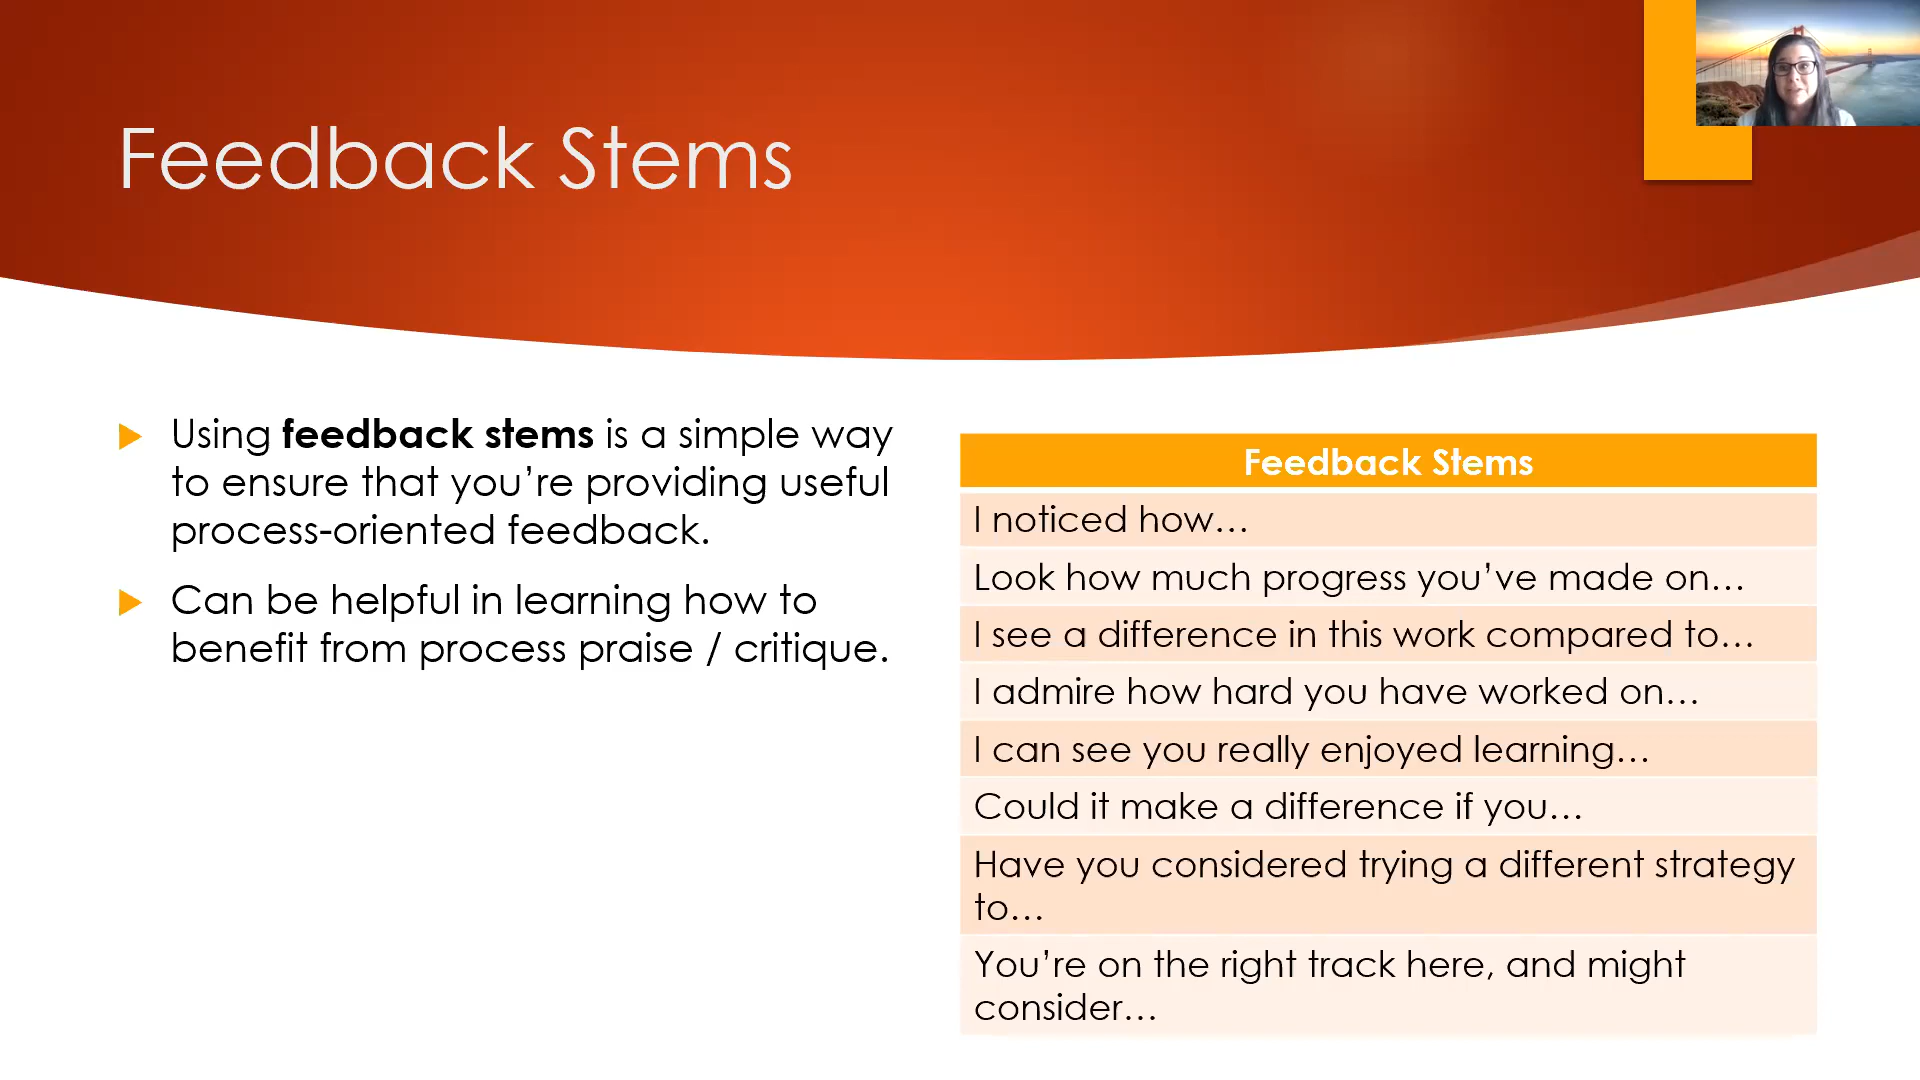 Feedback Stems
Using feedback stems is a simple way
to ensure that you’re providing useful
process-oriented feedback.
Can be helpful in learning how to
benefit from process praise / critique.
Feedback Stems
I noticed how…
Look how much progress you’ve made on…
I see a difference in this work compared to…
I admire how hard you have worked on…
I can see you really enjoyed learning…
Could it make a difference if you…
Have you considered trying a different strategy
to…
You’re on the right track here, and might
consider…